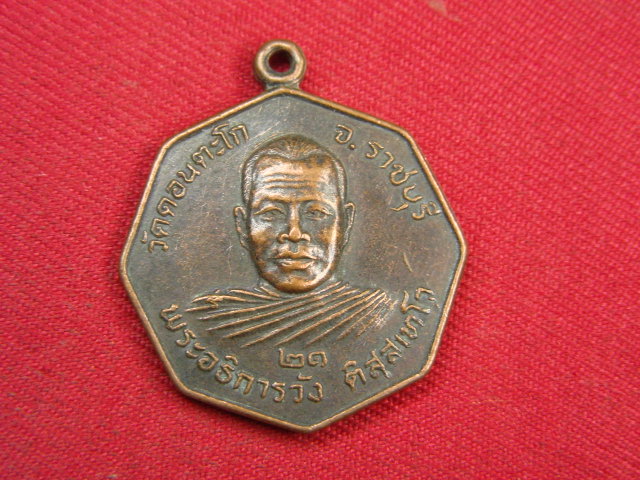 วัดดอนตะโก จ.ราชบุรี
๒๑
พระอธิการวัง ติสฺสเทโว